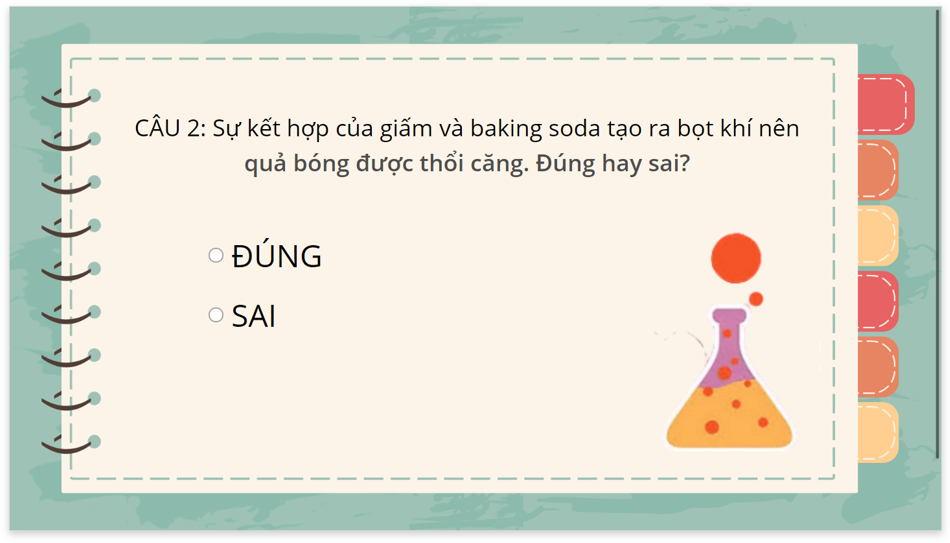 CÂU 2: Sự kết hợp của giấm và baking soda tạo ra bọt khí nên
quả bóng được thổi căng. Đúng hay sai?
ĐÚNG
SAI